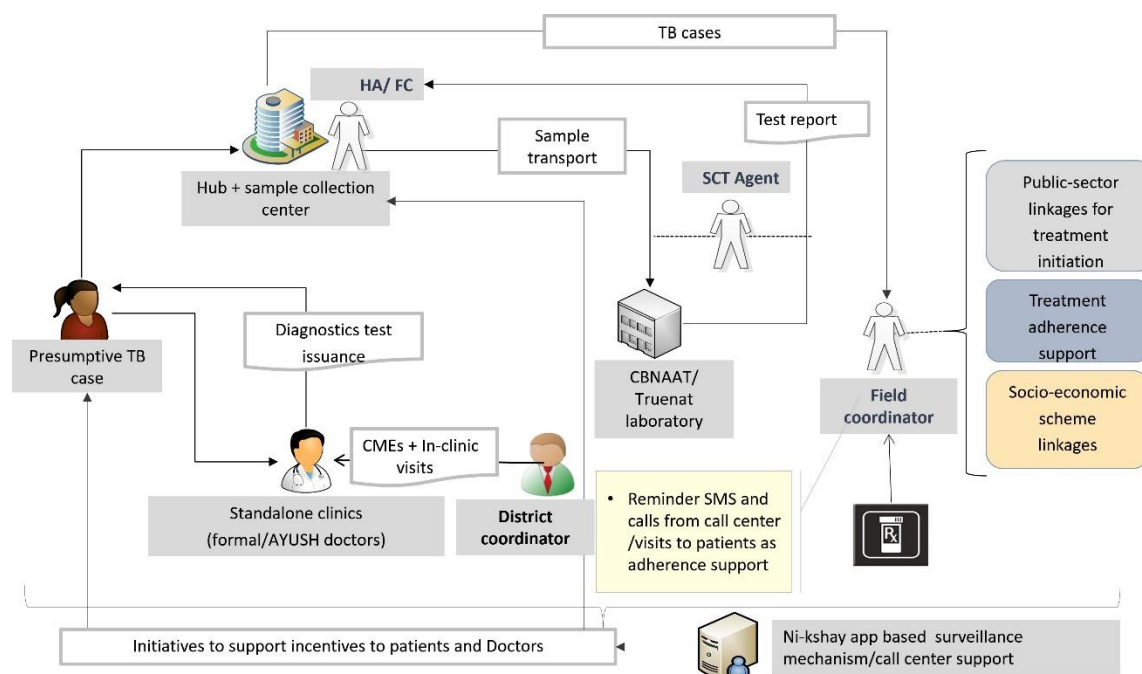 TB cases
HA/ FC
Test report
Sample
transport
SCT Agent
Hub + sample collection
center
Public-sector
linkages for
treatment
initiation
Diagnostics test
issuance
Presumptive TB
case
CBNAAT/
Truenat
laboratory
Treatment
adherence
support
Field
coordinator
Socio-economic
scheme
linkages
CMEs + In-clinic
visits
Standalone clinics
(formal/AYUSH doctors)
District
coordinator
• Reminder SMS and
calls from call center
/visits to patients as
adherence support
Rx
Initiatives to support incentives to patients and Doctors
Ni-kshay app based surveillance
mechanism/call center support